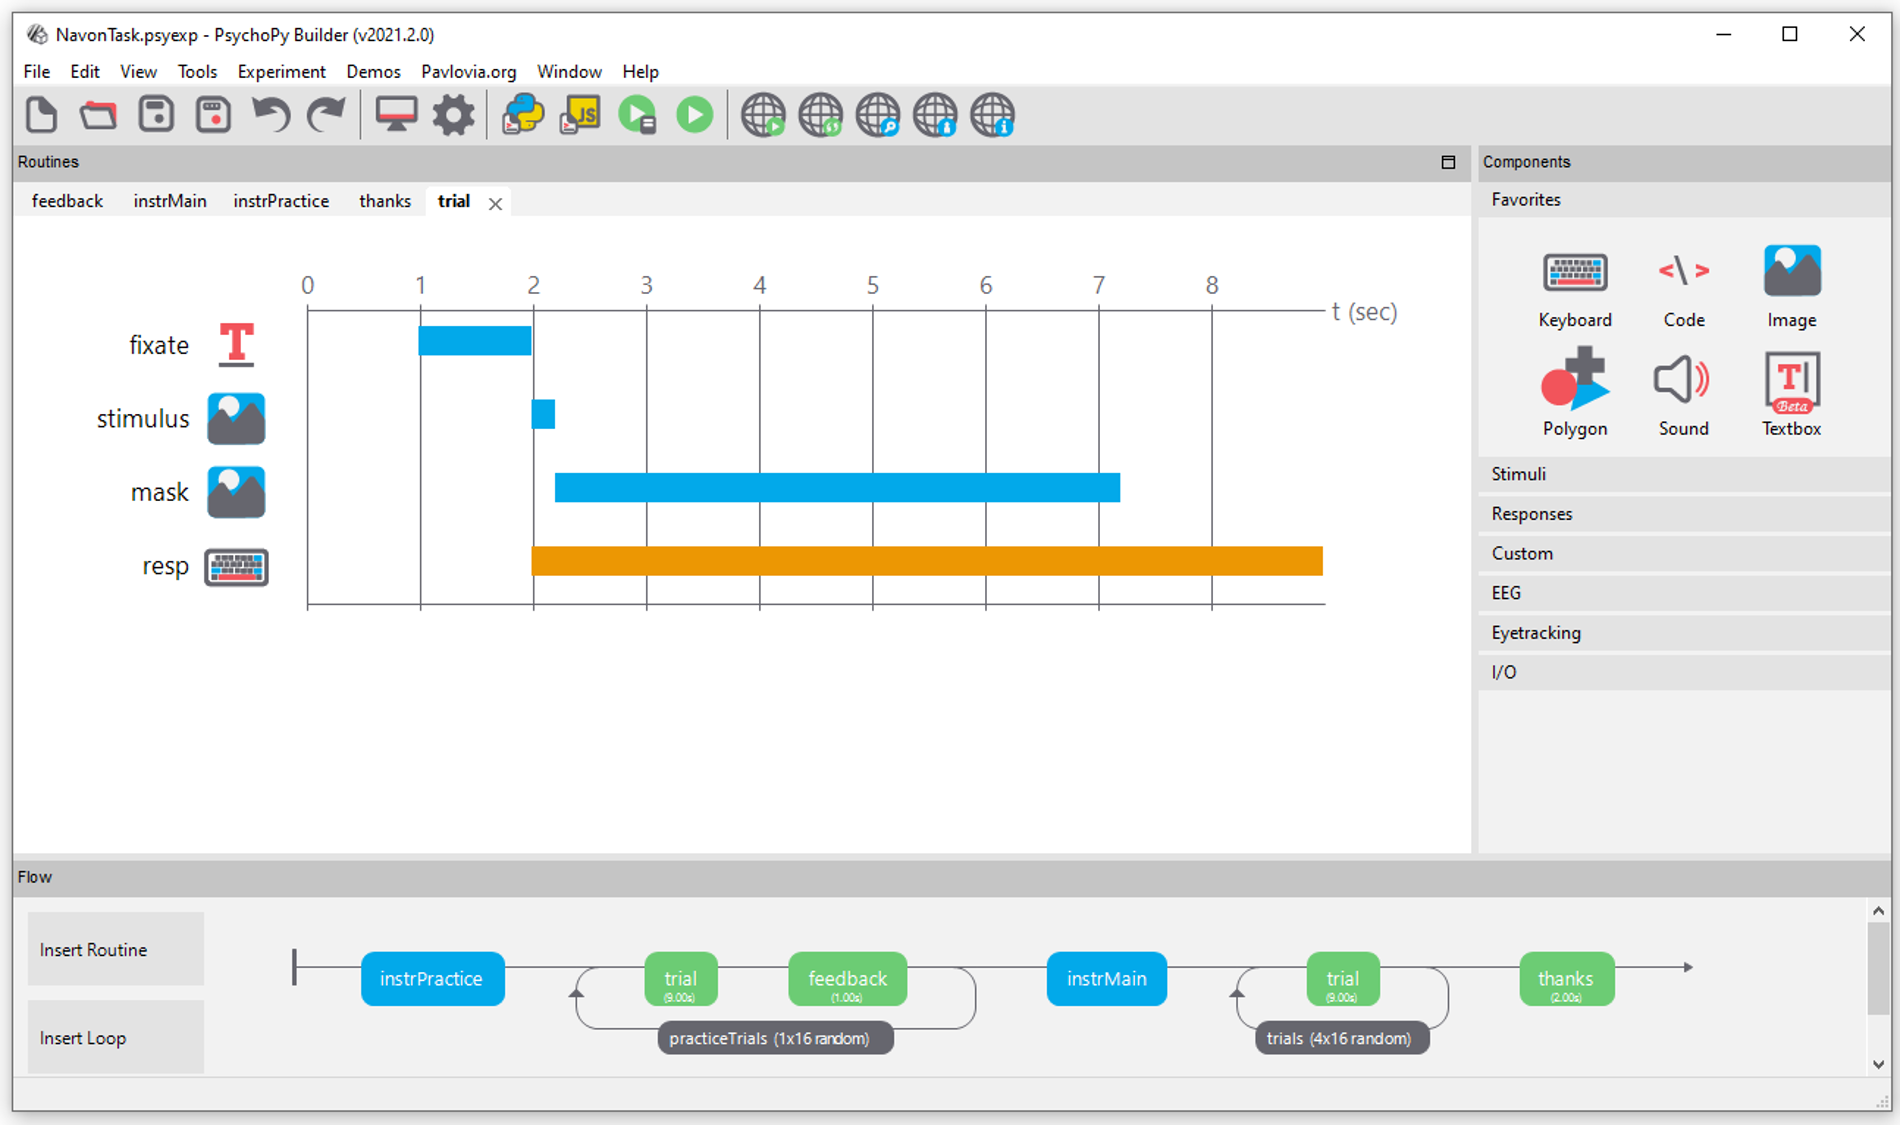 NavonTask.psyexp - PsychoPy Builder (v2021.2.0)
File Edit View Tools Experiment Demos Pavlovia.org Window Help
JS
Routines
feedback instrMain instrPractice thanks trial
0 1 2 3 4 5 6 7 8
t (sec)
fixate T
stimulus
mask
resp
Components
Favorites
Keyboard Code Image
T
Beta
Polygon Sound Textbox
Stimuli
Responses
Custom
EEG
Eyetracking
I/O
Flow
Insert Routine
Insert Loop
instrPractice
trial
(9.00s)
feedback
(1.00s)
practiceTrials (1x16 random)
instrMain
trial
(9.00s)
trials (4x16 random)
thanks
(2.00s)